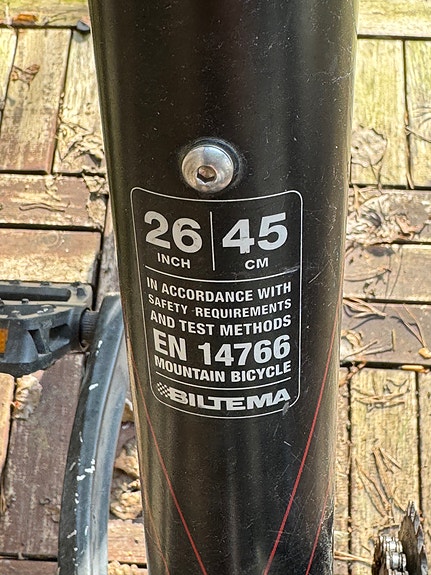 26 45
INCH CM
IN ACCORDANCE WITH
SAFETY REQUIREMENTS
AND TEST METHODS
EN 14766
MOUNTAIN BICYCLE
BILTEMA